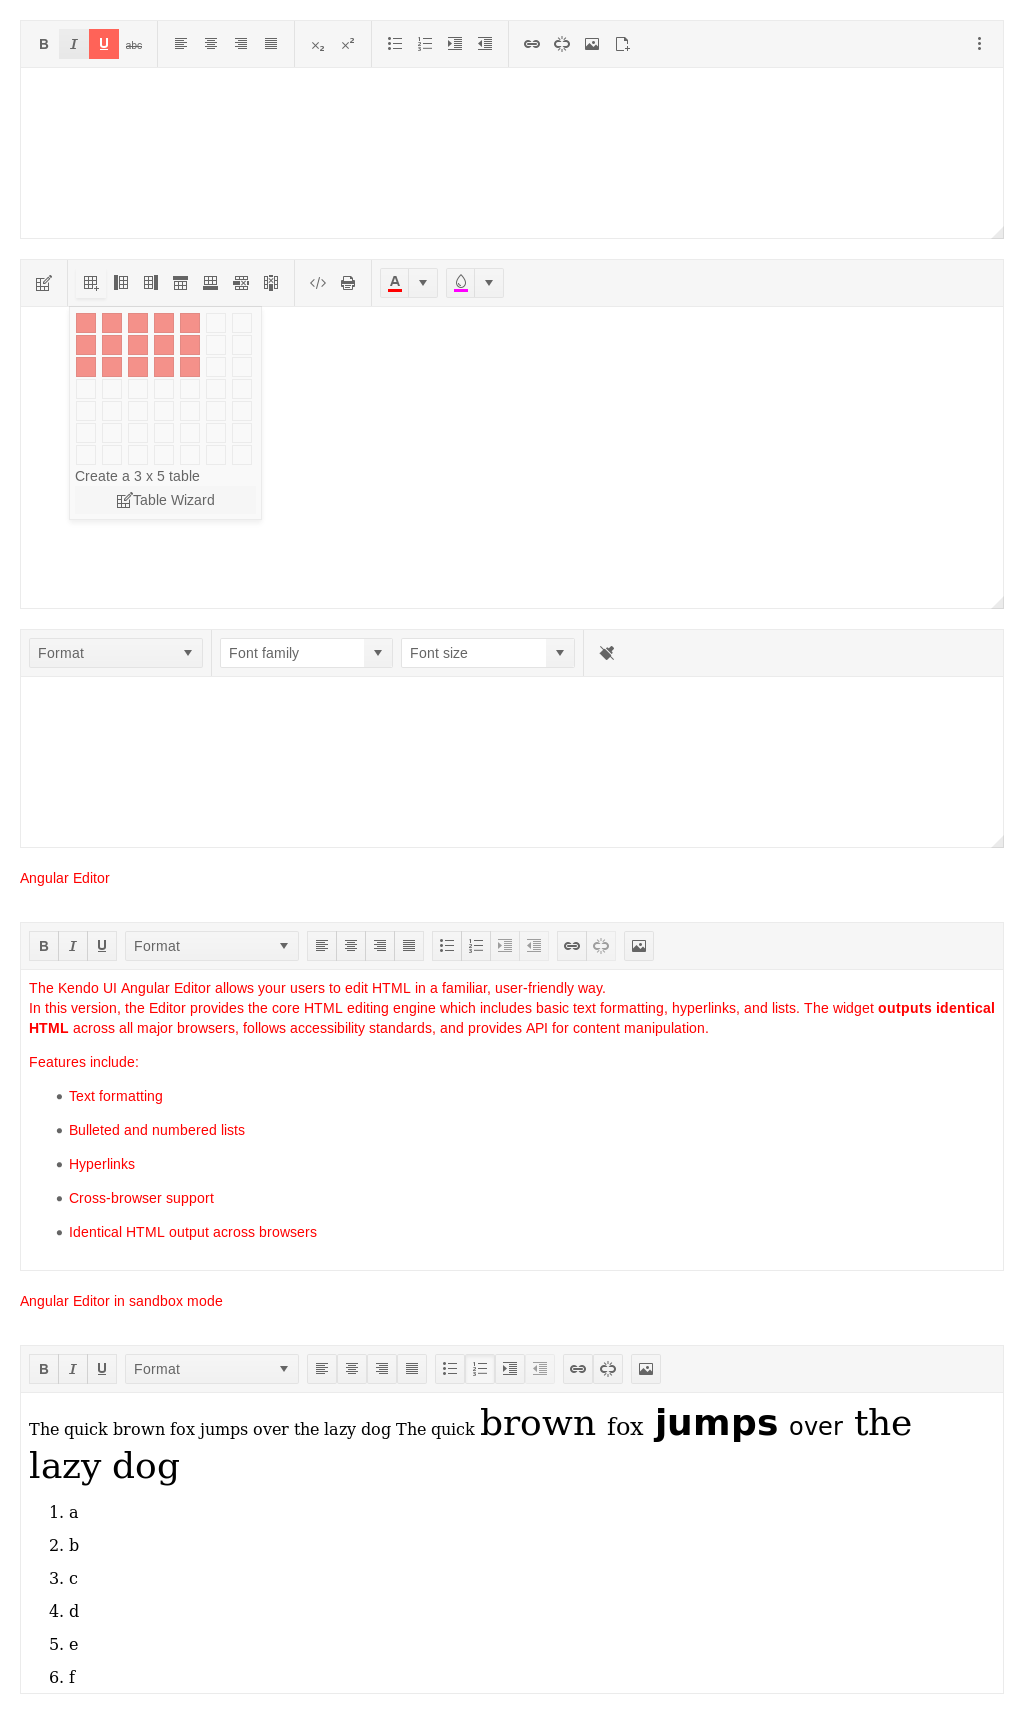 B I U abc
Create a 3 x 5 table
Table Wizard
Format Font family Font size
Angular Editor
B I U Format
The Kendo UI Angular Editor allows your users to edit HTML in a familiar, user-friendly way.
In this version, the Editor provides the core HTML editing engine which includes basic text formatting, hyperlinks, and lists. The widget outputs identical
HTML across all major browsers, follows accessibility standards, and provides API for content manipulation.
Features include:
• Text formatting
• Bulleted and numbered lists
• Hyperlinks
• Cross-browser support
• Identical HTML output across browsers
Angular Editor in sandbox mode
B I U Format
The quick brown fox jumps over the lazy dog The quick brown fox jumps over the
lazy dog
1. a
2. b
3. c
4. d
5. e
6. f